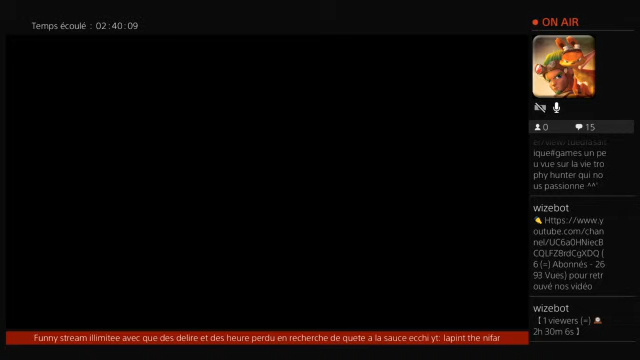 Temps écoulé : 02:40:09
ON AIR
0 15
ique#games un pe
u vue sur la vie tro
phy hunter qui no
us passionne ^^'
wizebot
Https://www.y
outube.com/chan
nel/UC6a0HNiecB
CQLFZ8rdCgXDQ {
6 (=) Abonnés - 26
93 Vues} pour retr
ouvé nos vidéo
wizebot
[ 1 viewers (=)
2h 30m 6s ]
Funny stream illimitee avec que des delire et des heure perdu en recherche de quete a la sauce ecchi yt: lapint the nifar